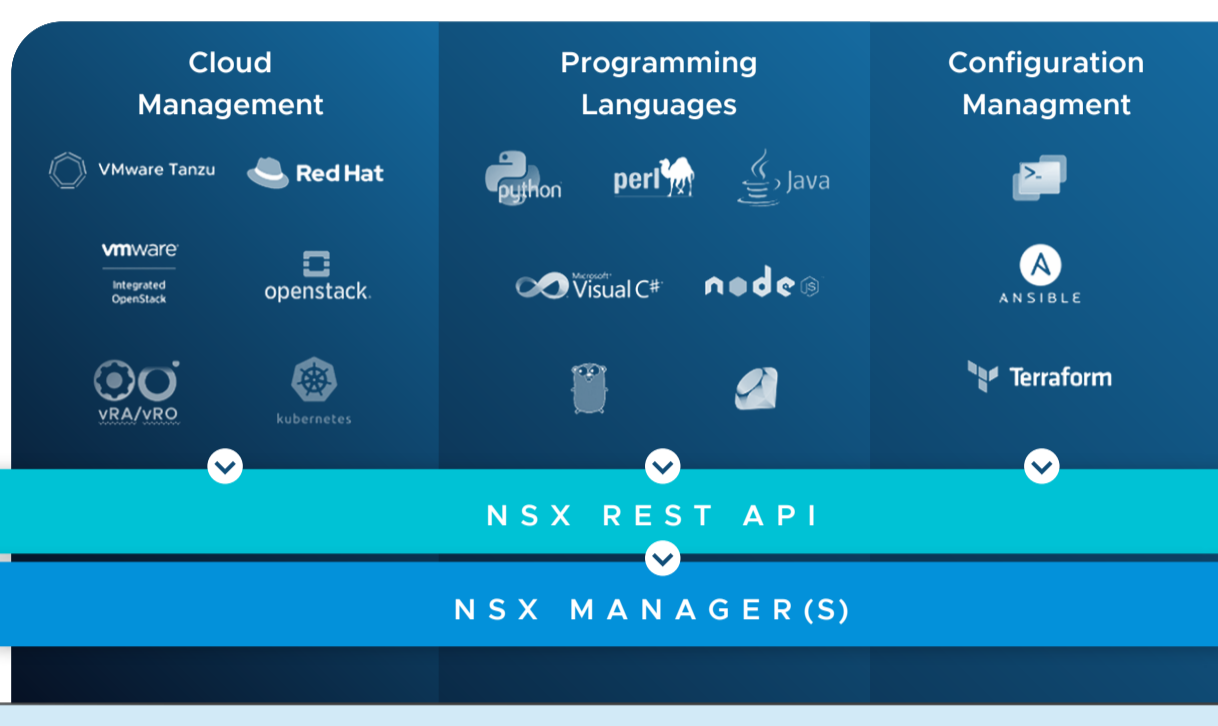 Cloud
Management
VMware Tanzu
Red Hat
vmware
Integrated
OpenStack
openstack.
vRA/vRO
kubernetes
Programming
Languages
python
perl
Java
Microsoft
Visual C#
node
JS
Configuration
Managment
>_
A
ANSIBLE
Terraform
NSX REST API
NSX MANAGER(S)